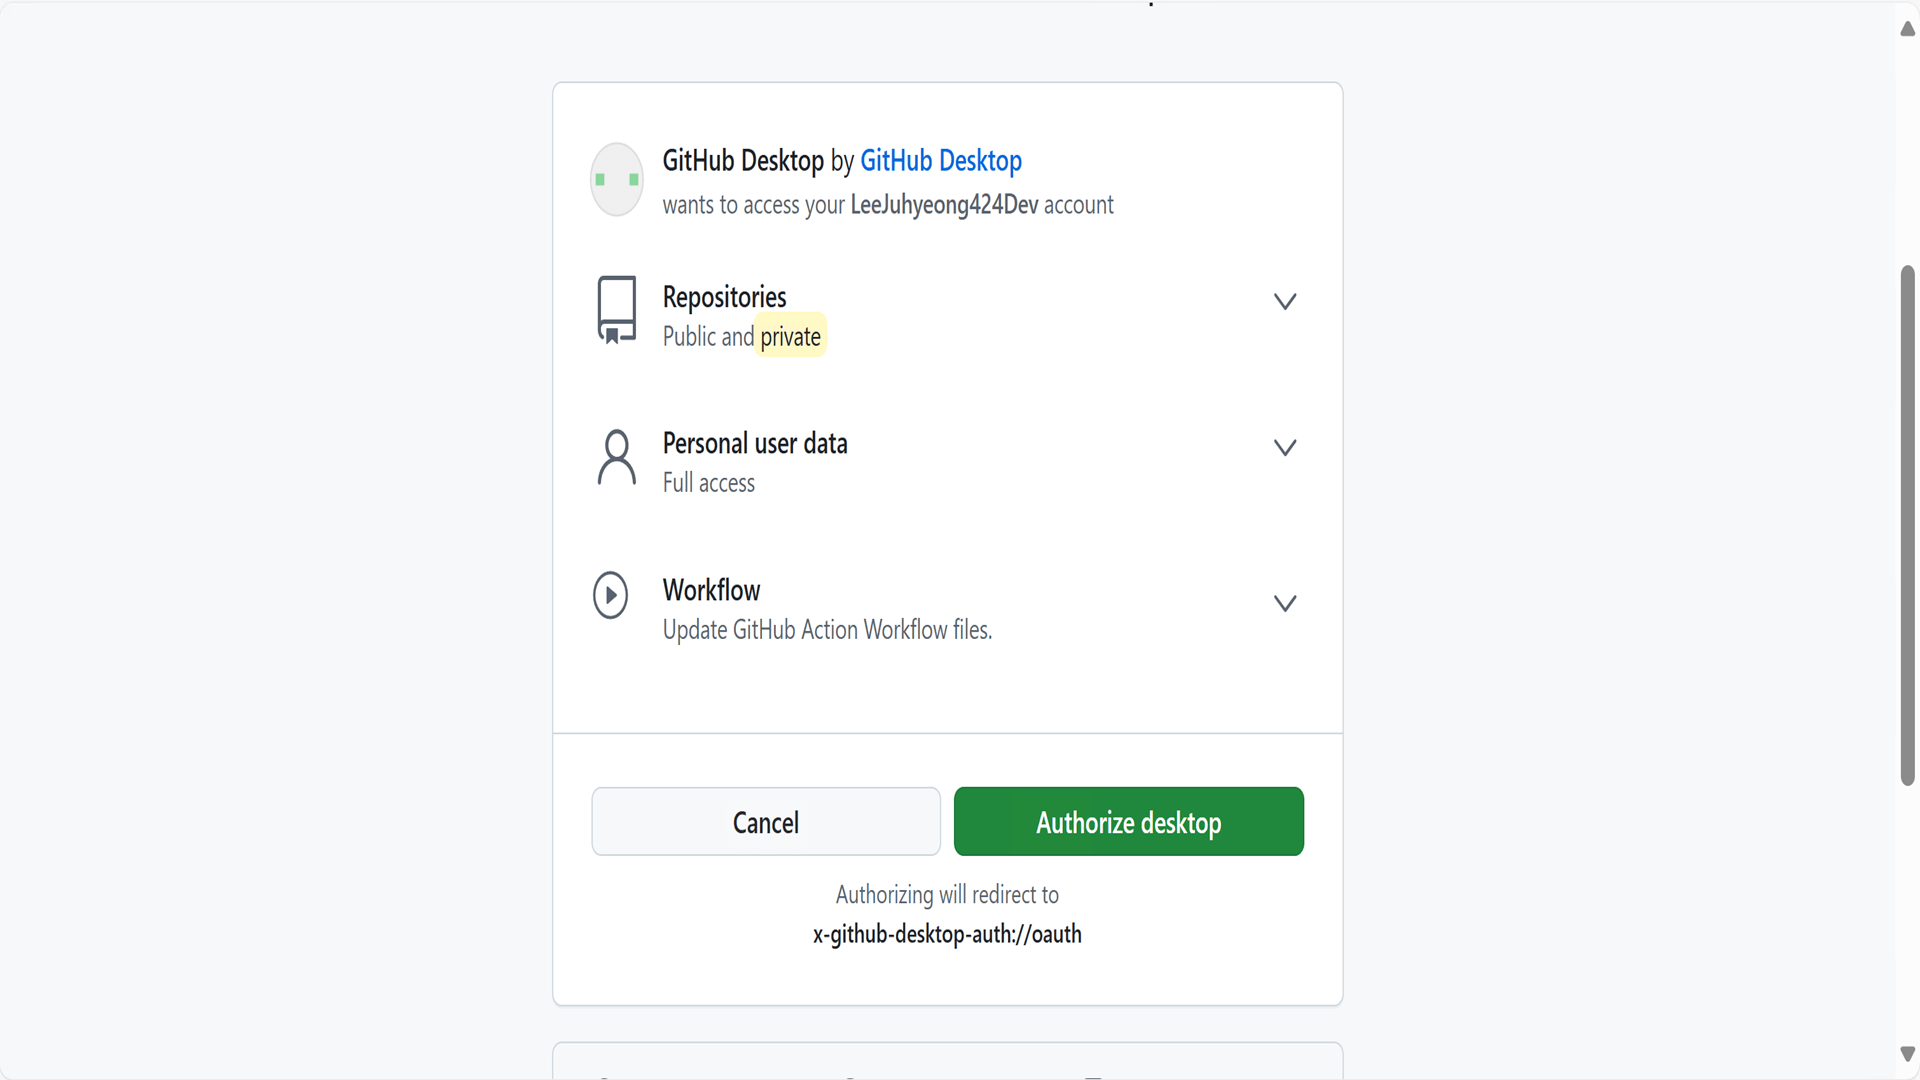 GitHub Desktop by GitHub Desktop
wants to access your LeeJuhyeong424Dev account
Repositories
Public and private
Personal user data
Full access
Workflow
Update GitHub Action Workflow files.
Cancel
Authorize desktop
Authorizing will redirect to
x-github-desktop-auth://oauth